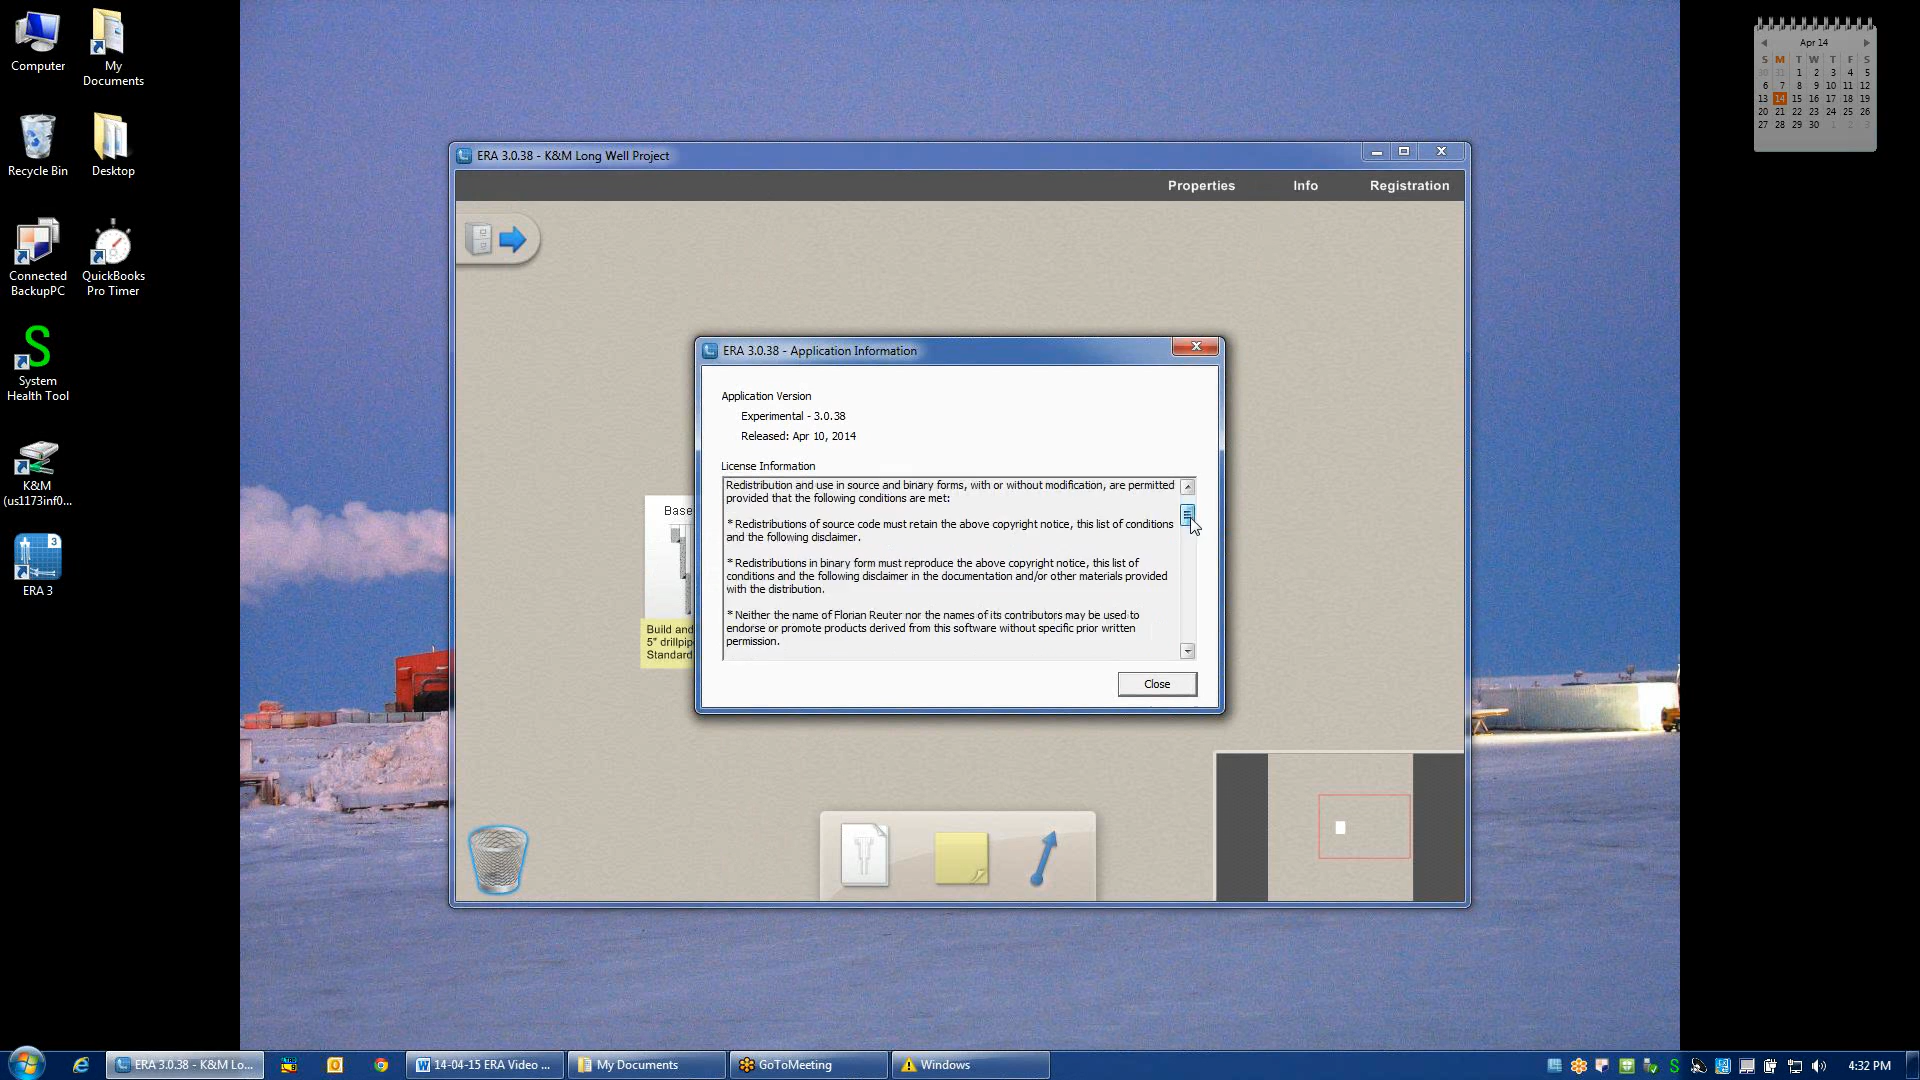 Computer
My
Documents
Recycle Bin
Desktop
Connected
BackupPC
QuickBooks
Pro Timer
S
System
Health Tool
K&M
(us1173inf0...
3
ERA 3
ERA 3.0.38 - K&M Long Well Project
Properties Info Registration
ERA 3.0.38 - Application Information
Application Version
Experimental - 3.0.38
Released: Apr 10, 2014
License Information
Redistribution and use in source and binary forms, with or without modification, are permitted
provided that the following conditions are met:
* Redistributions of source code must retain the above copyright notice, this list of conditions
and the following disclaimer.
* Redistributions in binary form must reproduce the above copyright notice, this list of
conditions and the following disclaimer in the documentation and/or other materials provided
with the distribution.
* Neither the name of Florian Reuter nor the names of its contributors may be used to
endorse or promote products derived from this software without specific prior written
permission.
Close
Base
Build and
5" drillpip
Standard
Apr 14
S M T W T F S
30 31 1 2 3 4 5
6 7 8 9 10 11 12
13 14 15 16 17 18 19
20 21 22 23 24 25 26
27 28 29 30 1 2 3
ERA 3.0.38 - K&M Lo...
14-04-15 ERA Video ...
My Documents
GoToMeeting
Windows
4:32 PM